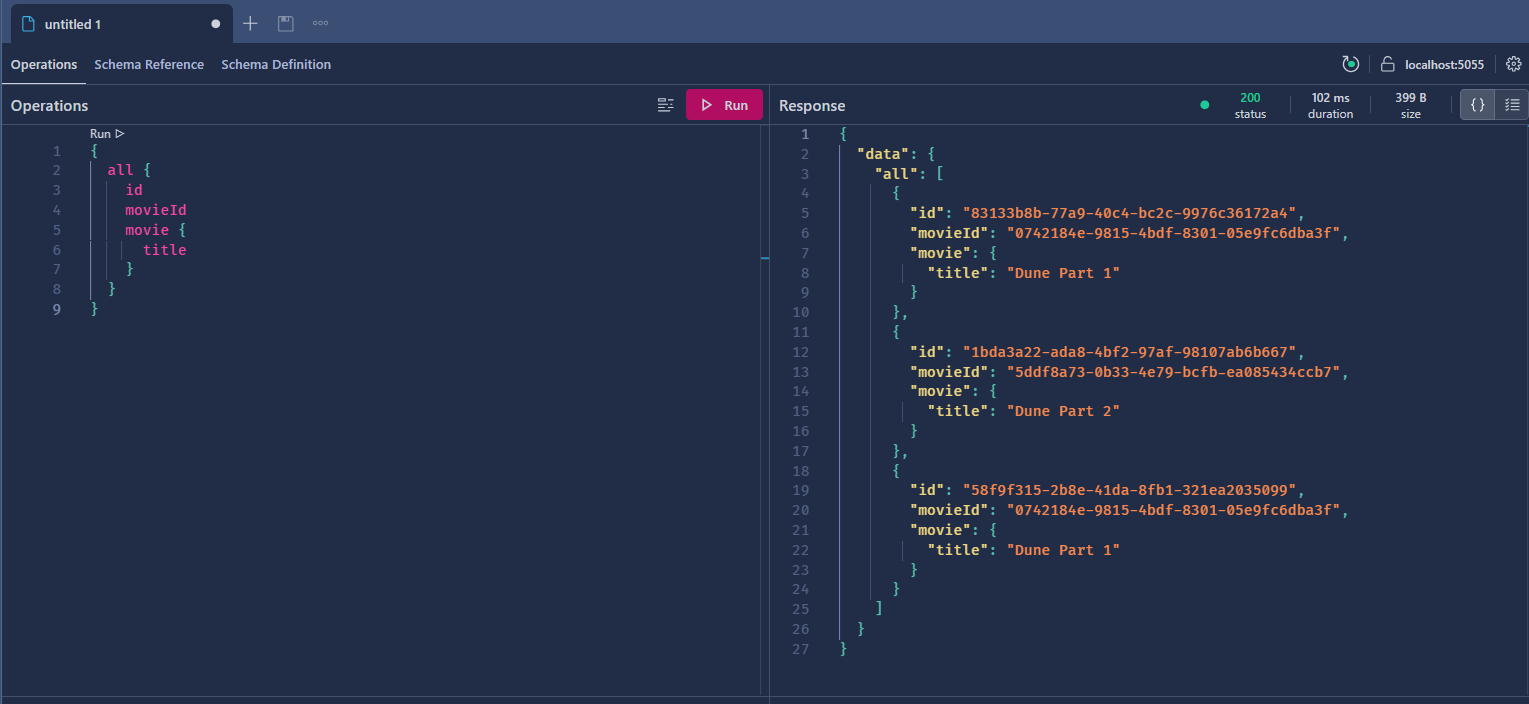 untitled 1
Operations Schema Reference Schema Definition localhost:5055
Operations Run
Run
1 {
2 all {
3 id
4 movieId
5 movie {
6 title
7 }
8 }
9 }
Response 200 status 102 ms duration 399 B size {}
1 {
2 "data": {
3 "all": [
4 {
5 "id": "83133b8b-77a9-40c4-bc2c-9976c36172a4",
6 "movieId": "0742184e-9815-4bdf-8301-05e9fc6dba3f",
7 "movie": {
8 "title": "Dune Part 1"
9 }
10 },
11 {
12 "id": "1bda3a22-ada8-4bf2-97af-98107ab6b667",
13 "movieId": "5ddf8a73-0b33-4e79-bcfb-ea085434ccb7",
14 "movie": {
15 "title": "Dune Part 2"
16 }
17 },
18 {
19 "id": "58f9f315-2b8e-41da-8fb1-321ea2035099",
20 "movieId": "0742184e-9815-4bdf-8301-05e9fc6dba3f",
21 "movie": {
22 "title": "Dune Part 1"
23 }
24 }
25 ]
26 }
27 }